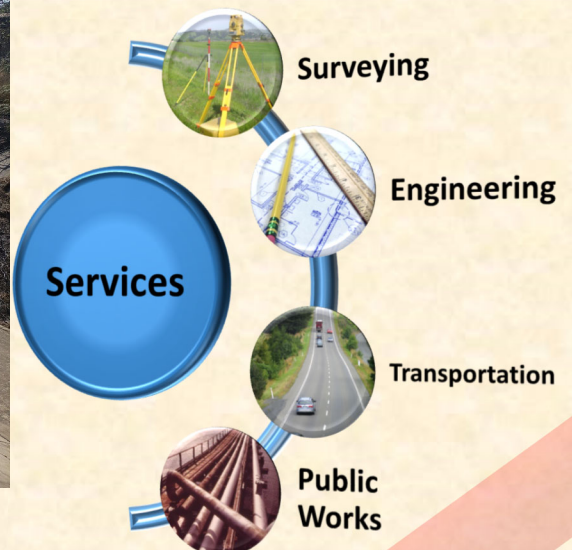 Surveying
Engineering
Services
Transportation
Public
Works